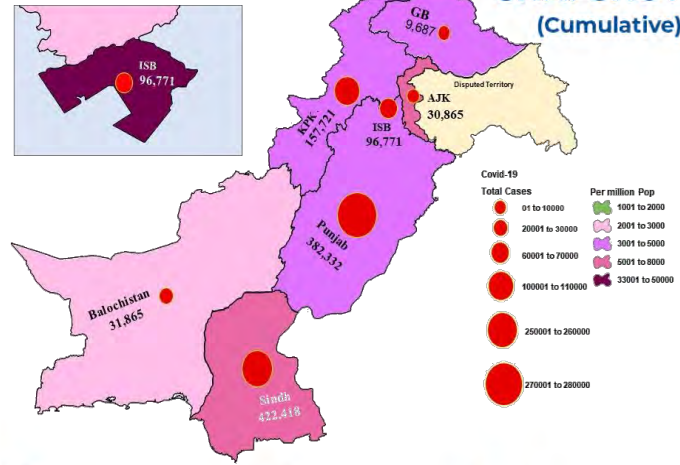 (Cumulative)
GB
9,687
ISB
96,771
KPK
157,721
ISB
96,771
Disputed Territory
AJK
30,865
Punjab
382,332
Balochistan
31,865
Sindh
422,418
Covid-19
Total Cases
01 to 10000
20001 to 30000
60001 to 70000
100001 to 110000
250001 to 260000
270001 to 280000
Per million Pop
1001 to 2000
2001 to 3000
3001 to 5000
5001 to 8000
33001 to 50000